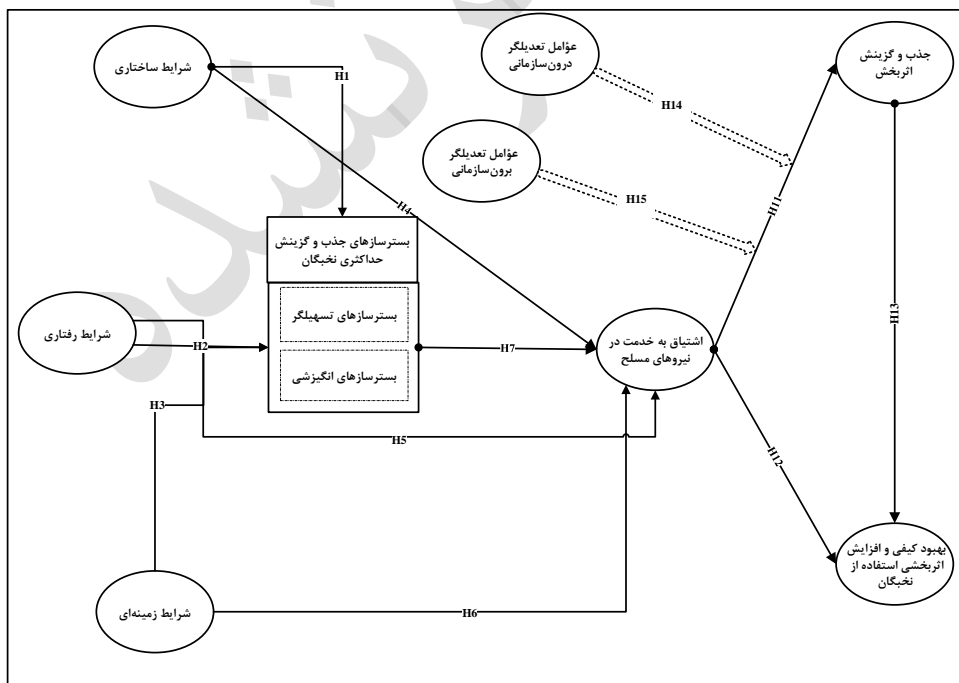 عؤامل تعدیلگر
درون‌سازمانی
جذب و گزینش
اثربخش
شرایط ساختاری
H1
H14
عؤامل تعدیلگر
برون‌سازمانی
H15
H4
H11
بسترسازهای جذب و گزینش
حداکثری نخبگان
بسترسازهای تسهیلگر
شرایط رفتاری
H2
H7
اشتیاق به خدمت در
نیروهای مسلح
H13
بسترسازهای انگیزشی
H3
H5
H12
بهبود کیفی و افزایش
اثربخشی استفاده از
نخبگان
شرایط زمینه‌ای
H6